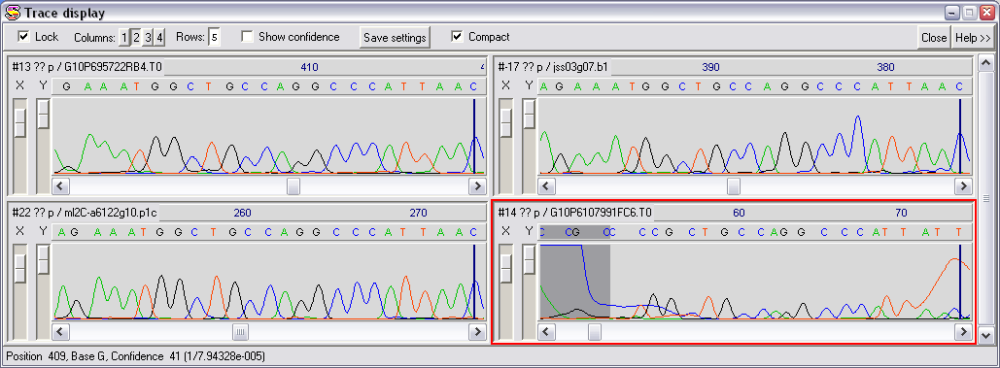 Trace display
Lock Columns: 1 2 3 4 Rows: 5 Show confidence Save settings Compact Close Help >>
#13 ?? p / G10P695722RB4.T0 410 4
X Y G A A A T G G C T G C C A G G C C C A T T A A C
#-17 ?? p / jss03g07.b1 390 380
X Y A G A A A T G G C T G C C A G G C C C A T T A A C
#22 ?? p / ml2C-a6122g10.p1c 260 270
X Y A G A A A T G G C T G C C A G G C C C A T T A A C
#14 ?? p / G10P6107991FC6.T0 60 70
X Y C C G C C C C G C T G C C A G G C C C A T T A T T
Position 409, Base G, Confidence 41 (1/7.94328e-005)